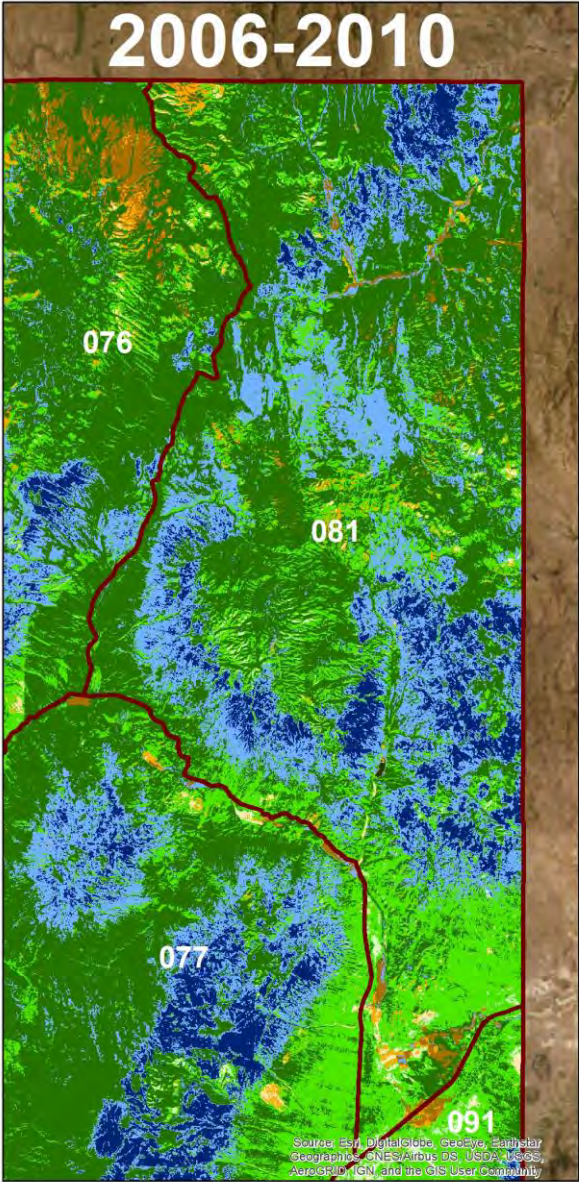 2006-2010
076
081
077
091
Source: Esri, DigitalGlobe, GeoEye, Earthstar
Geographics, CNES/Airbus DS, USDA, USGS,
AeroGRID, IGN, and the GIS User Community